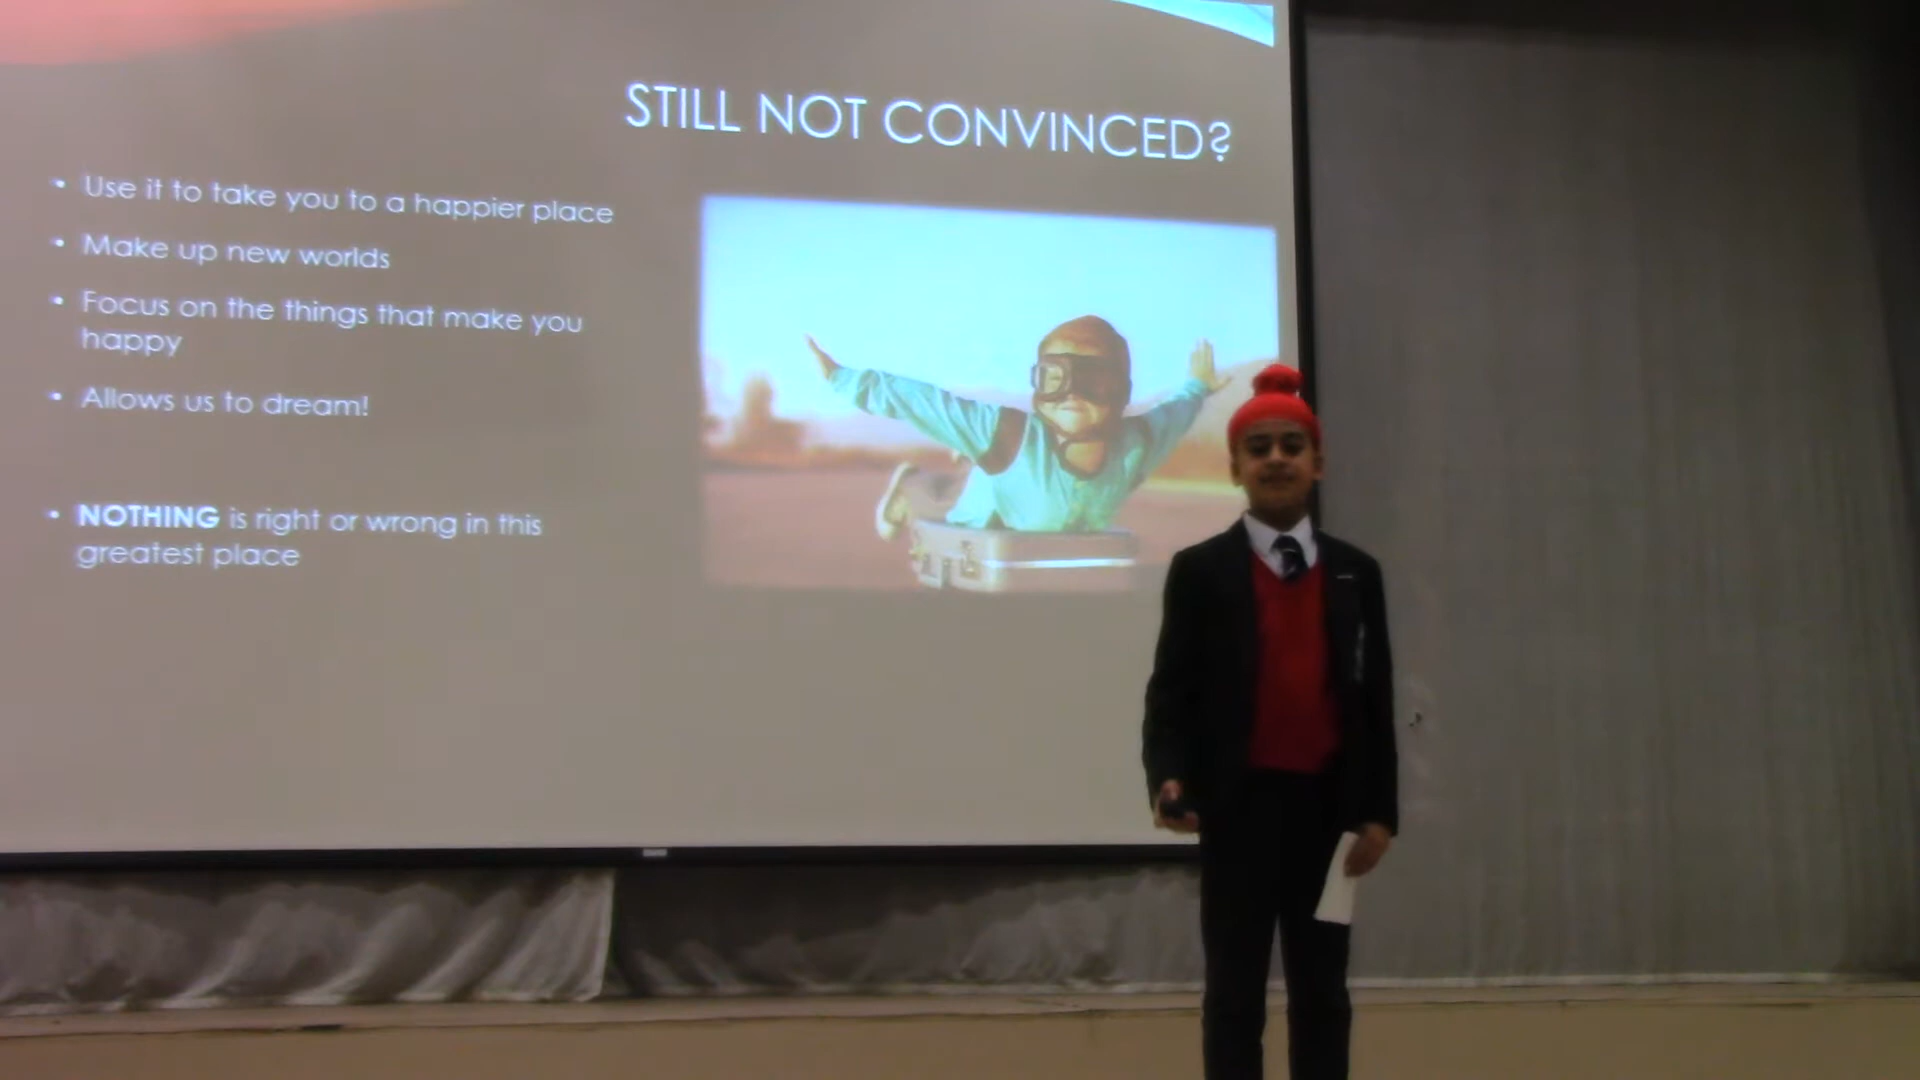 STILL NOT CONVINCED?
• Use it to take you to a happier place
• Make up new worlds
• Focus on the things that make you
happy
• Allows us to dream!
• NOTHING is right or wrong in this
greatest place